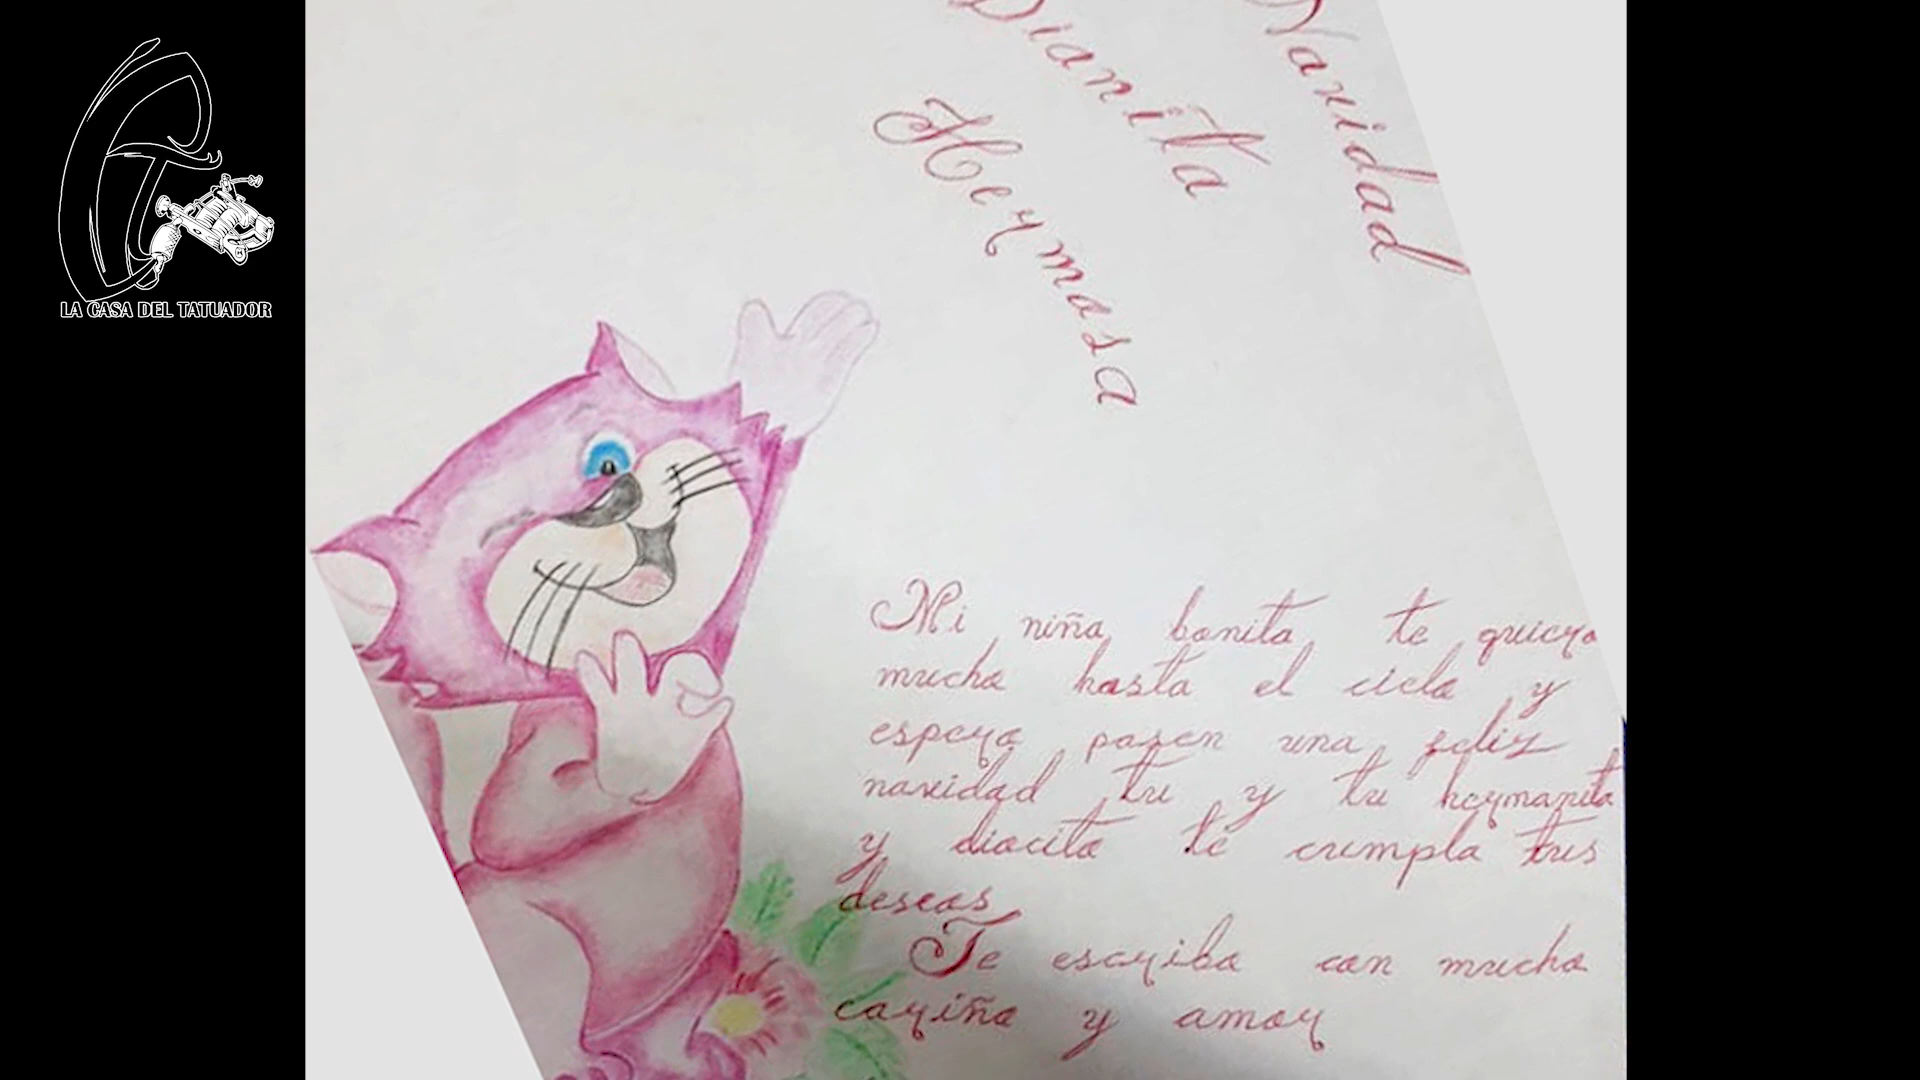 LA CASA DEL TATUADOR
Navidad
Dianita
Hermosa
Mi niña bonita te quiero
mucho hasta el cielo y
espero pasen una feliz
navidad tu y tu hermanita
y diocito te cumpla tus
deseos
Te escribo con mucho
cariño y amor